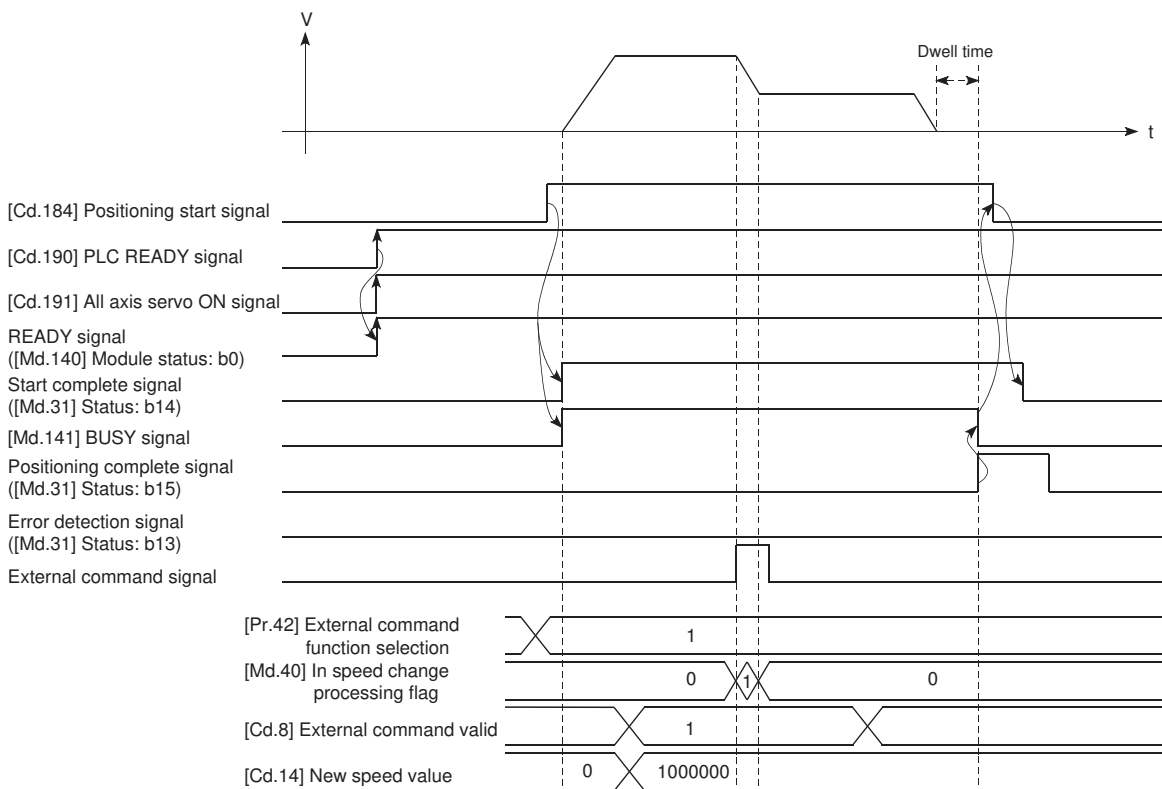 V
Dwell time
t
[Cd.184] Positioning start signal
[Cd.190] PLC READY signal
[Cd.191] All axis servo ON signal
READY signal
([Md.140] Module status: b0)
Start complete signal
([Md.31] Status: b14)
[Md.141] BUSY signal
Positioning complete signal
([Md.31] Status: b15)
Error detection signal
([Md.31] Status: b13)
External command signal
[Pr.42] External command
function selection
1
[Md.40] In speed change
processing flag
0 1 0
[Cd.8] External command valid
1
[Cd.14] New speed value
0 1000000